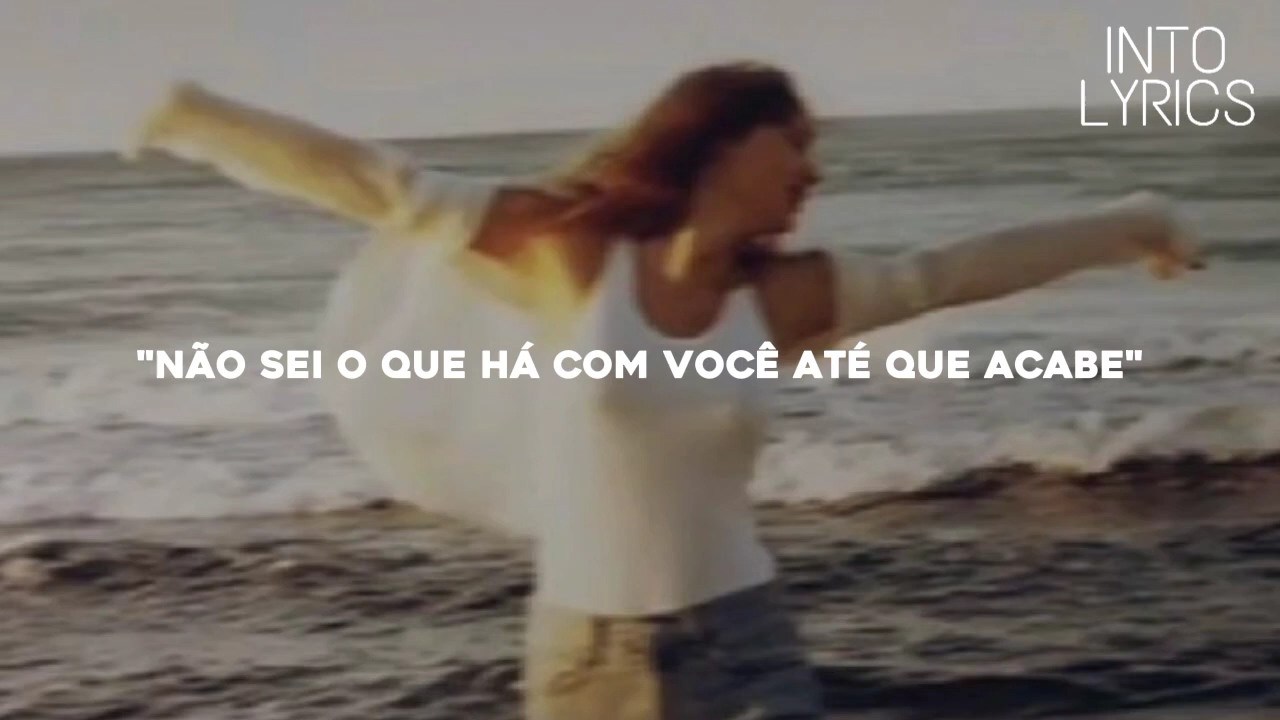 INTO
LYRICS
"NÃO SEI O QUE HÁ COM VOCÊ ATÉ QUE ACABE"